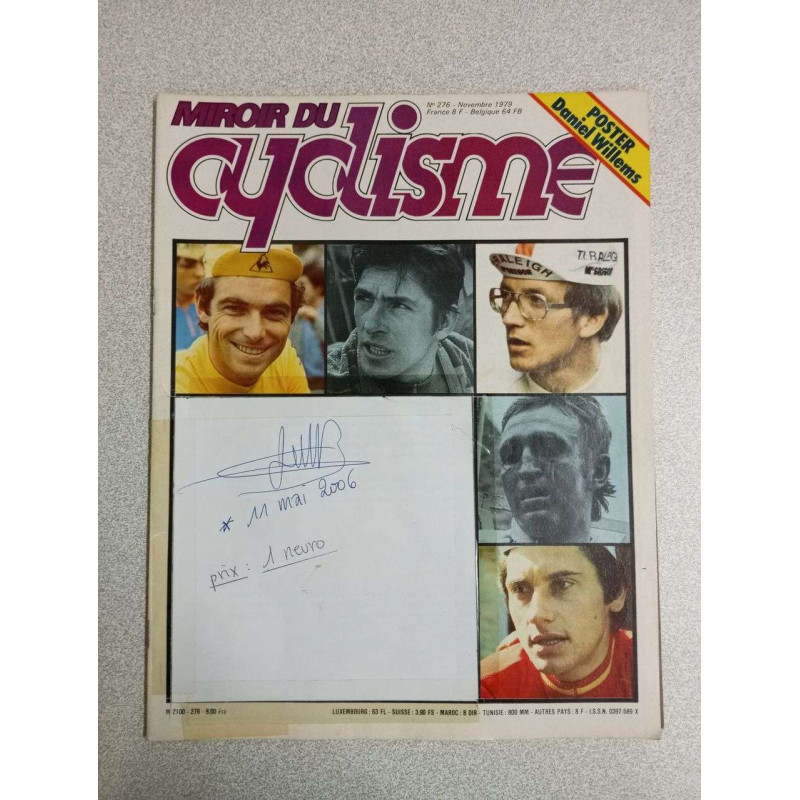 MIROIR DU
cyclisme
N° 276 - Novembre 1979
France 8 F - Belgique 64 FB
POSTER
Daniel Willems
RALEIGH
TI. RALEIG
* 11 mai 2006
prix : 1 neuro
M 2100 - 276 - 8.00 Frs
LUXEMBOURG : 63 FL - SUISSE : 3,90 FS - MAROC : 8 DIR - TUNISIE : 800 MM - AUTRES PAYS : 8 F - I.S.S.N. 0397-589 X